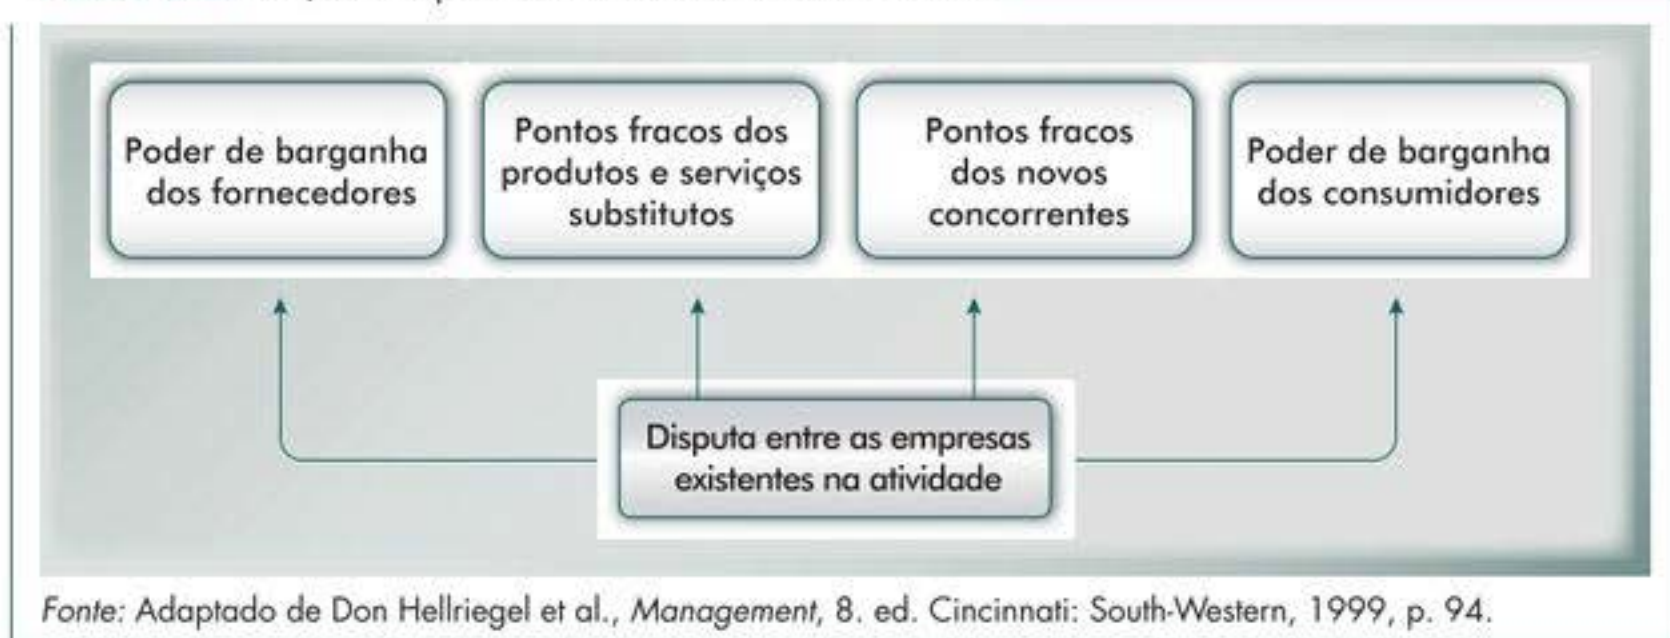 Poder de barganha
dos fornecedores
Pontos fracos dos
produtos e serviços
substitutos
Pontos fracos
dos novos
concorrentes
Poder de barganha
dos consumidores
Disputa entre as empresas
existentes na atividade
Fonte: Adaptado de Don Hellriegel et al., Management, 8. ed. Cincinnati: South-Western, 1999, p. 94.